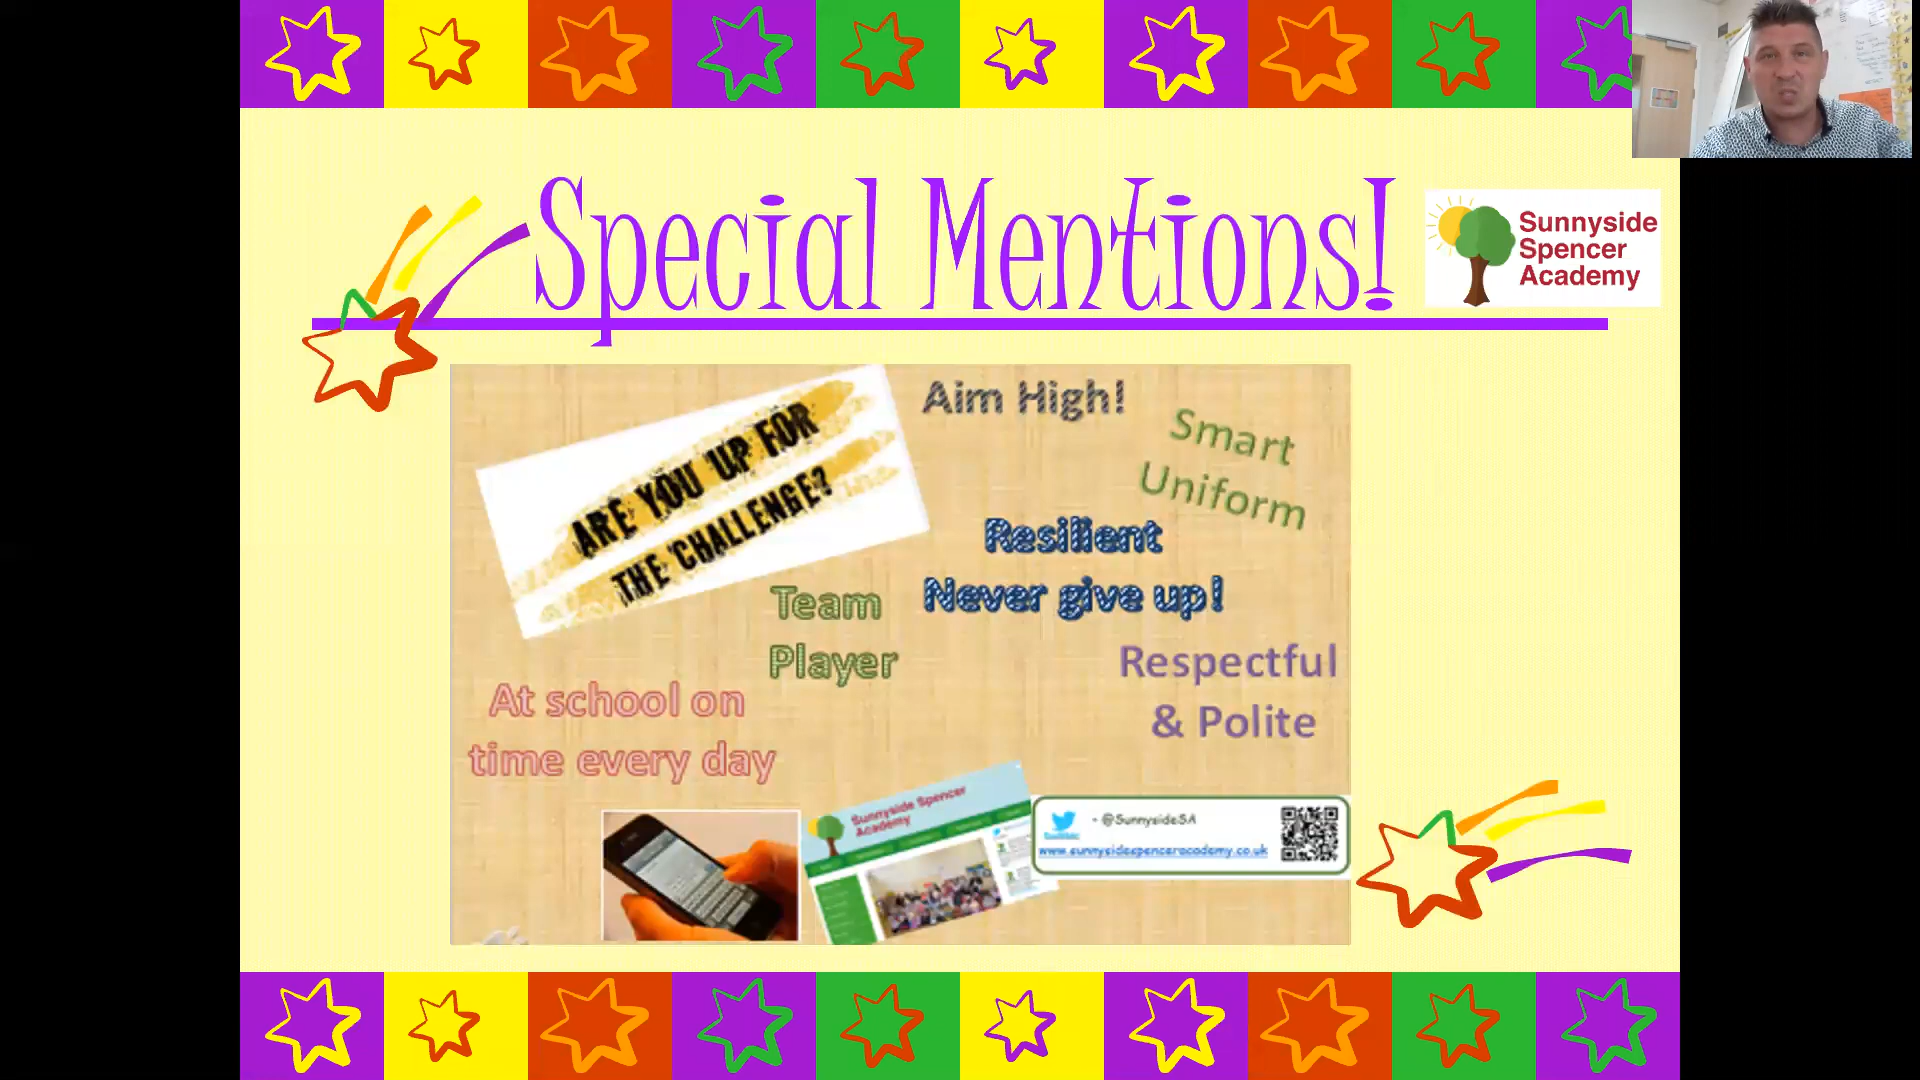 Special Mentions!
Sunnyside
Spencer
Academy
ARE YOU UP FOR
THE CHALLENGE?
Aim High!
Smart
Uniform
Resilient
Never give up!
Team
Player
Respectful
& Polite
At school on
time every day
Sunnyside Spencer
Academy
- @SunnysideSA
www.sunnysidespenceracademy.co.uk